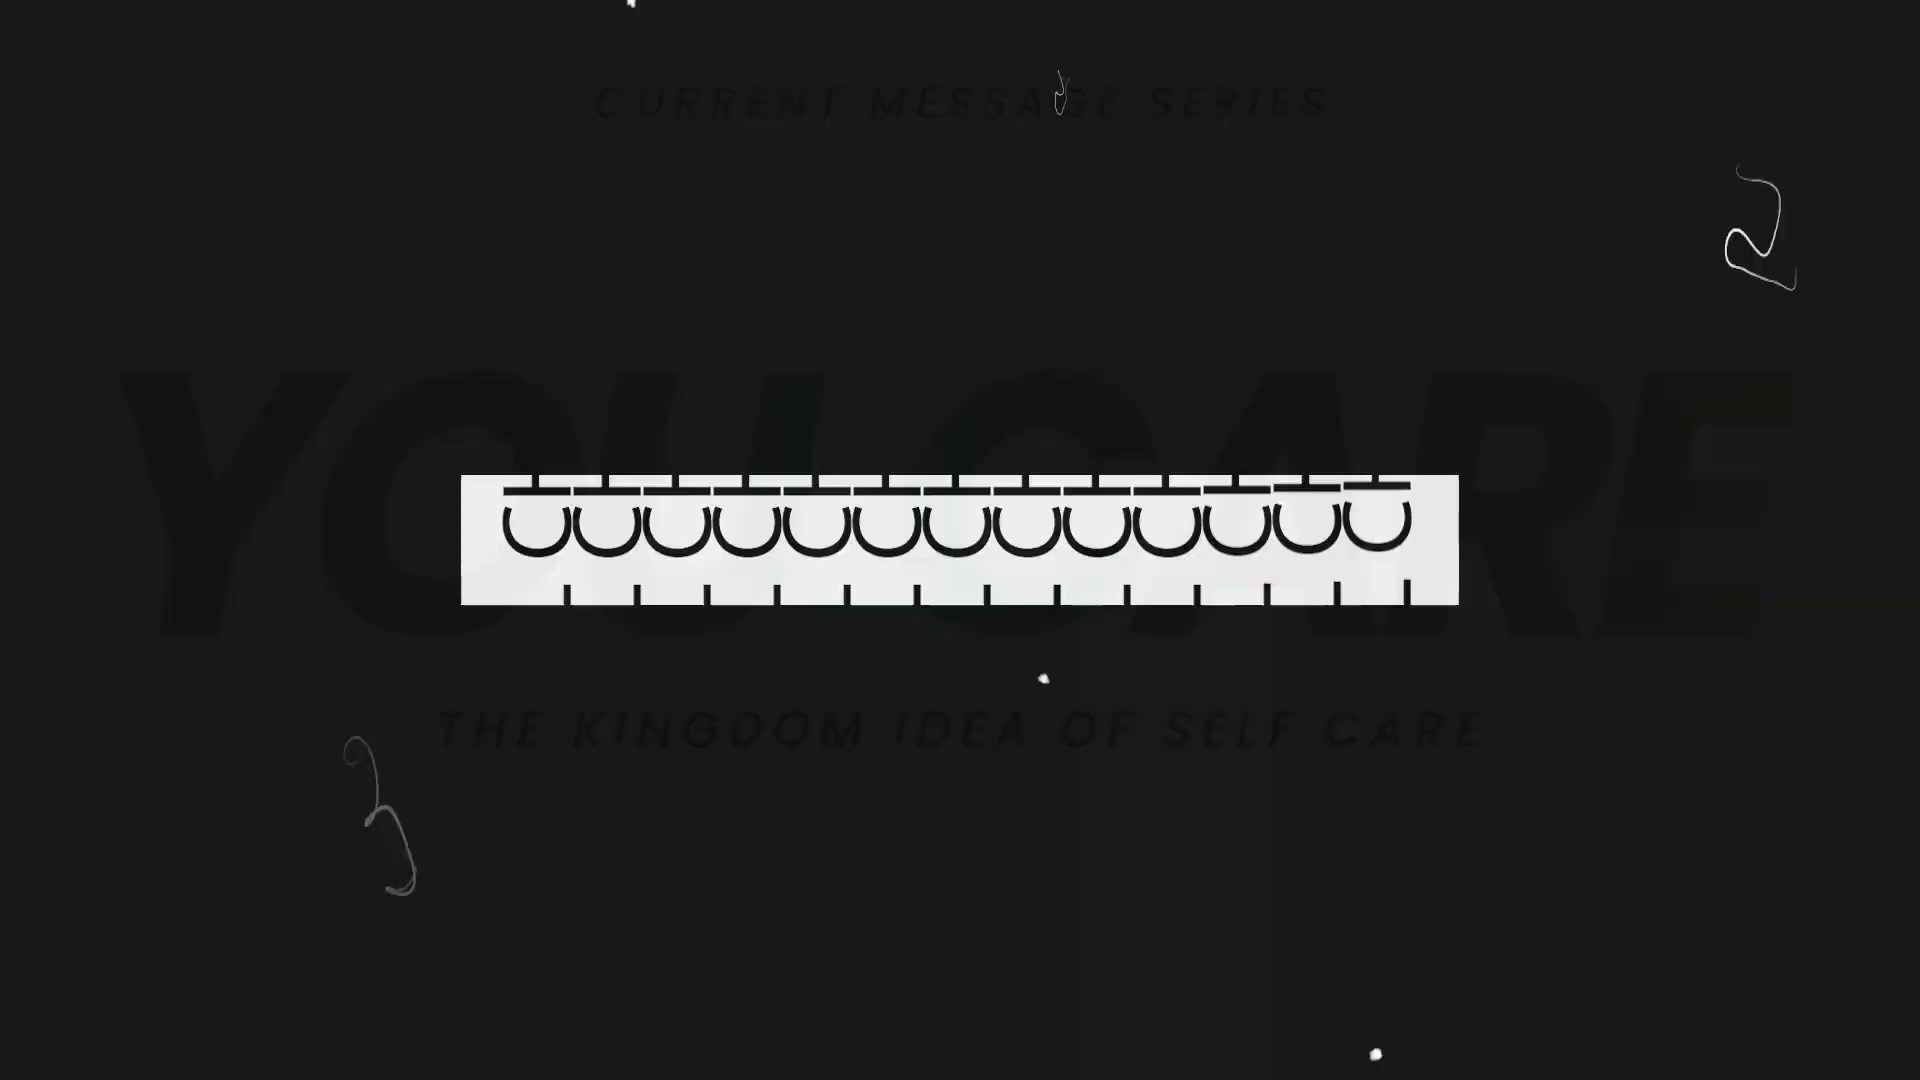 CURRENT MESSAGE SERIES
YOU CARE
THE KINGDOM IDEA OF SELF CARE